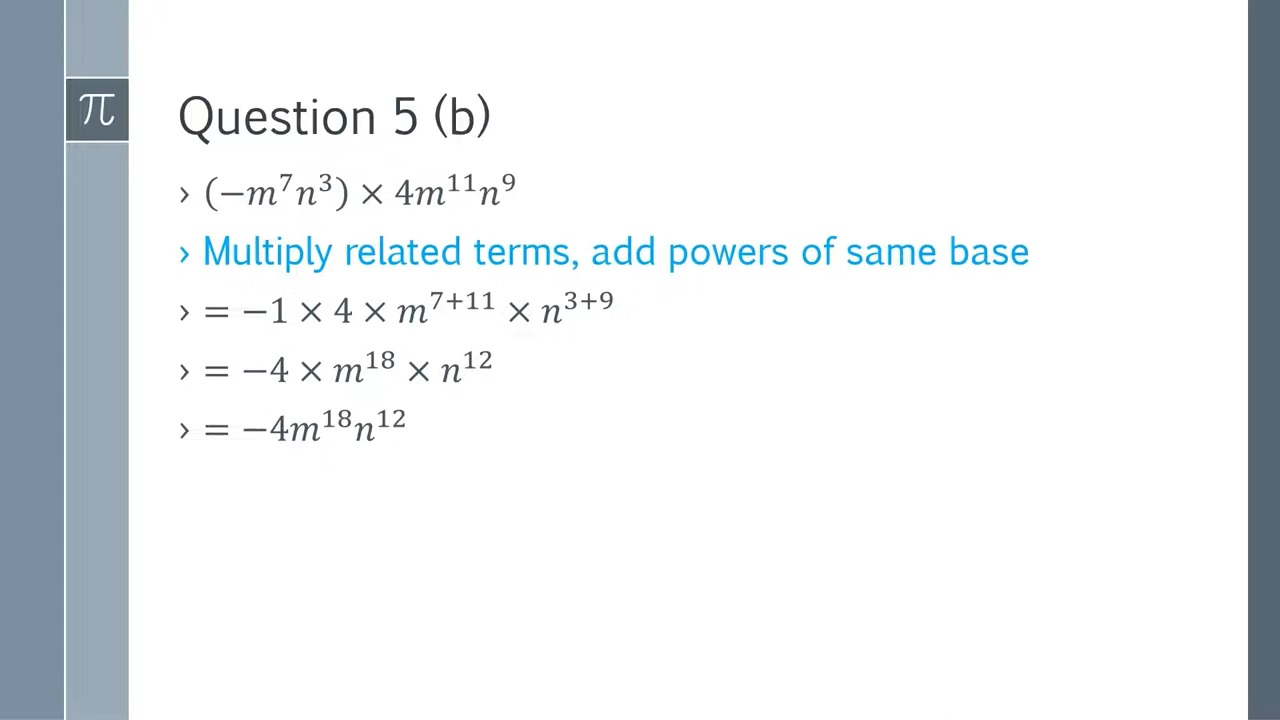 π
Question 5 (b)
› (−m⁷n³) × 4m¹¹n⁹
› Multiply related terms, add powers of same base
› = −1 × 4 × m⁷⁺¹¹ × n³⁺⁹
› = −4 × m¹⁸ × n¹²
› = −4m¹⁸n¹²